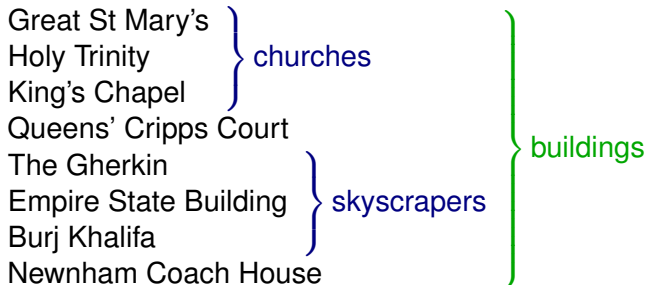 Great St Mary's
Holy Trinity
churches
King's Chapel
Queens' Cripps Court
buildings
The Gherkin
Empire State Building
skyscrapers
Burj Khalifa
Newnham Coach House